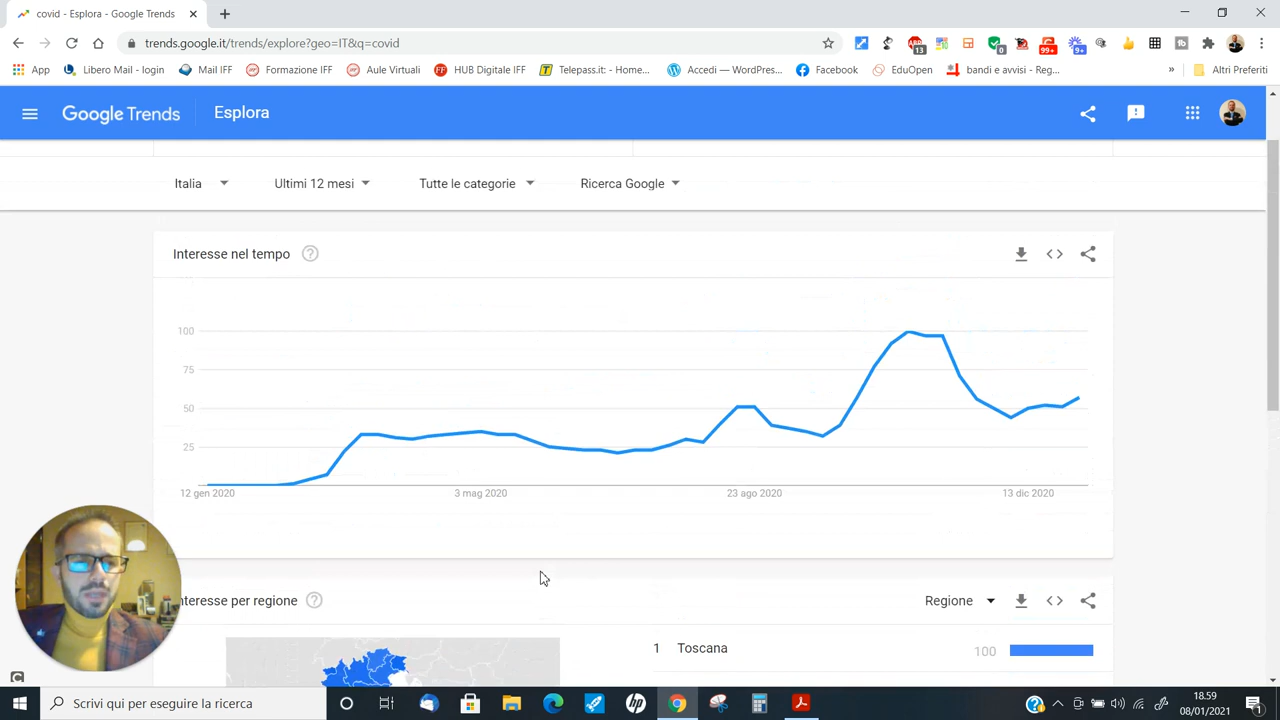 covid - Esplora - Google Trends
trends.google.it/trends/explore?geo=IT&q=covid
13
0
99+
9+
App
Libero Mail - login
Mail IFF
Formazione IFF
Aule Virtuali
HUB Digitale IFF
Telepass.it: - Home...
Accedi — WordPres...
Facebook
EduOpen
bandi e avvisi - Reg...
»
Altri Preferiti
Google Trends
Esplora
Italia
Ultimi 12 mesi
Tutte le categorie
Ricerca Google
Interesse nel tempo
100
75
50
25
12 gen 2020
3 mag 2020
23 ago 2020
13 dic 2020
nteresse per regione
Regione
1 Toscana 100
Scrivi qui per eseguire la ricerca
18.59
08/01/2021